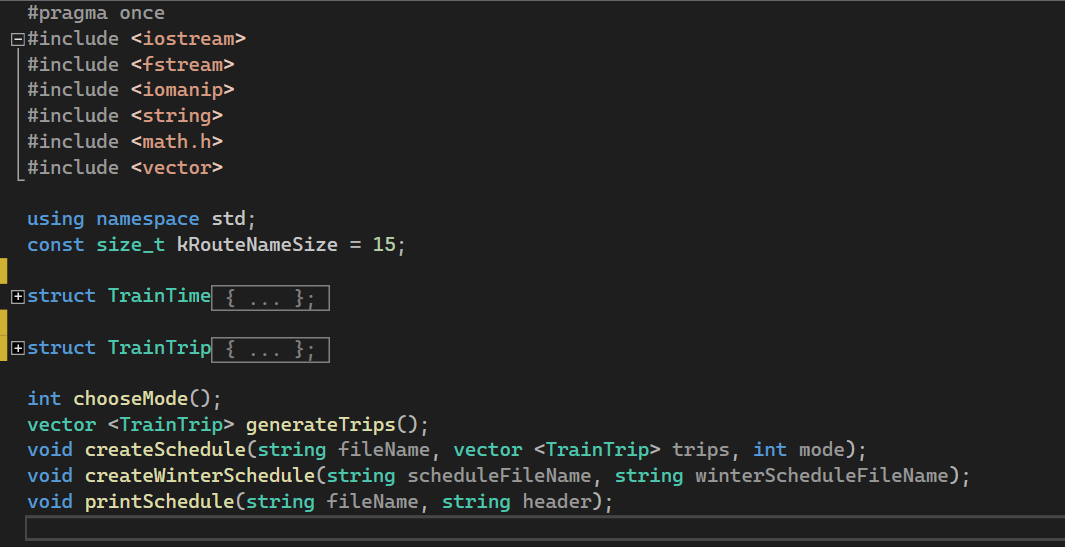 #pragma once
#include <iostream>
#include <fstream>
#include <iomanip>
#include <string>
#include <math.h>
#include <vector>
using namespace std;
const size_t kRouteNameSize = 15;
struct TrainTime { ... };
struct TrainTrip { ... };
int chooseMode();
vector <TrainTrip> generateTrips();
void createSchedule(string fileName, vector <TrainTrip> trips, int mode);
void createWinterSchedule(string scheduleFileName, string winterScheduleFileName);
void printSchedule(string fileName, string header);